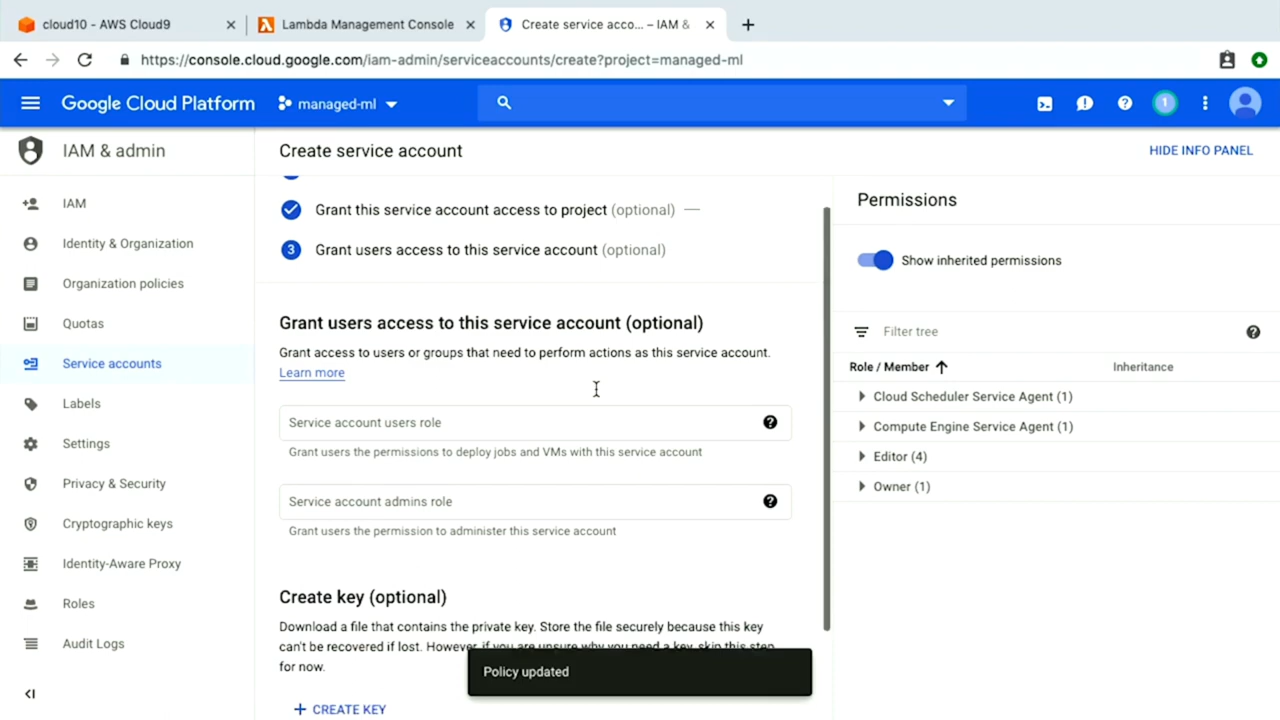 cloud10 - AWS Cloud9
Lambda Management Console
Create service acco... – IAM &
https://console.cloud.google.com/iam-admin/serviceaccounts/create?project=managed-ml
Google Cloud Platform
managed-ml
1
IAM & admin
Create service account
HIDE INFO PANEL
IAM
Identity & Organization
Organization policies
Quotas
Service accounts
Labels
Settings
Privacy & Security
Cryptographic keys
Identity-Aware Proxy
Roles
Audit Logs
Grant this service account access to project (optional)
3 Grant users access to this service account (optional)
Grant users access to this service account (optional)
Grant access to users or groups that need to perform actions as this service account.
Learn more
Service account users role
Grant users the permissions to deploy jobs and VMs with this service account
Service account admins role
Grant users the permission to administer this service account
Create key (optional)
Download a file that contains the private key. Store the file securely because this key
can't be recovered if lost. However, if you are unsure why you need a key, skip this step
for now.
Policy updated
+ CREATE KEY
Permissions
Show inherited permissions
Filter tree
Role / Member Inheritance
Cloud Scheduler Service Agent (1)
Compute Engine Service Agent (1)
Editor (4)
Owner (1)